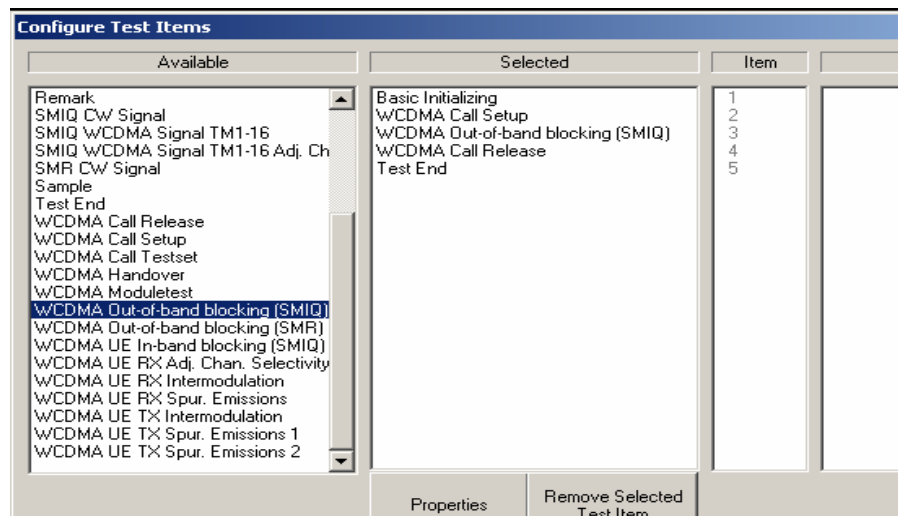 Configure Test Items
Available
Selected
Item
Remark
SMIQ CW Signal
SMIQ WCDMA Signal TM1-16
SMIQ WCDMA Signal TM1-16 Adj. Ch
SMR CW Signal
Sample
Test End
WCDMA Call Release
WCDMA Call Setup
WCDMA Call Testset
WCDMA Handover
WCDMA Moduletest
WCDMA Out-of-band blocking (SMIQ)
WCDMA Out-of-band blocking (SMR)
WCDMA UE In-band blocking (SMIQ)
WCDMA UE RX Adj. Chan. Selectivity
WCDMA UE RX Intermodulation
WCDMA UE RX Spur. Emissions
WCDMA UE TX Intermodulation
WCDMA UE TX Spur. Emissions 1
WCDMA UE TX Spur. Emissions 2
Basic Initializing
WCDMA Call Setup
WCDMA Out-of-band blocking (SMIQ)
WCDMA Call Release
Test End
1
2
3
4
5
Properties
Remove Selected
Test Item